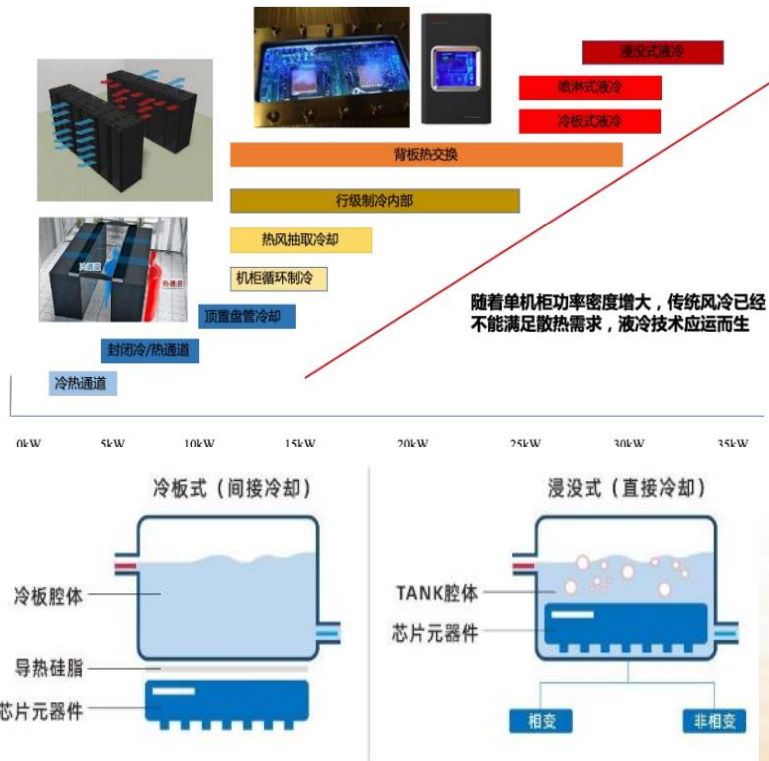 浸没式液冷
喷淋式液冷
冷板式液冷
背板热交换
行级制冷内部
热风抽取冷却
机柜循环制冷
顶置盘管冷却
封闭冷/热通道
冷热通道
冷通道
热通道
随着单机柜功率密度增大，传统风冷已经
不能满足散热需求，液冷技术应运而生
0kW 5kW 10kW 15kW 20kW 25kW 30kW 35kW
冷板式（间接冷却）
冷板腔体
导热硅脂
芯片元器件
浸没式（直接冷却）
TANK腔体
芯片元器件
相变
非相变